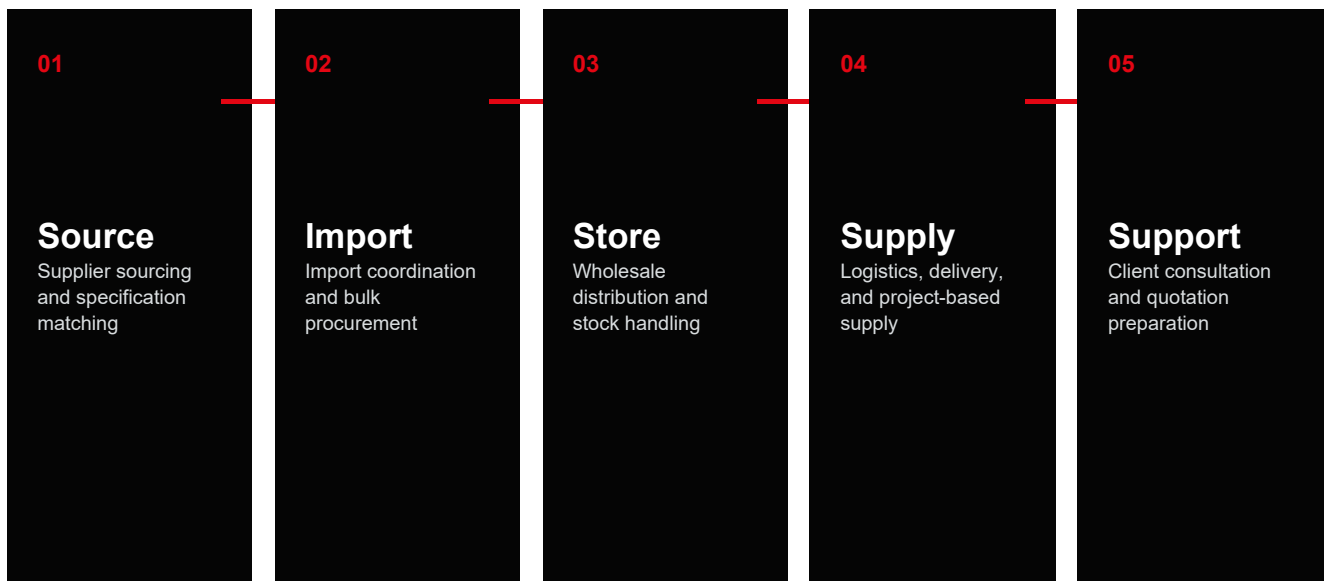 01
Source
Supplier sourcing
and specification
matching
02
Import
Import coordination
and bulk
procurement
03
Store
Wholesale
distribution and
stock handling
04
Supply
Logistics, delivery,
and project-based
supply
05
Support
Client consultation
and quotation
preparation